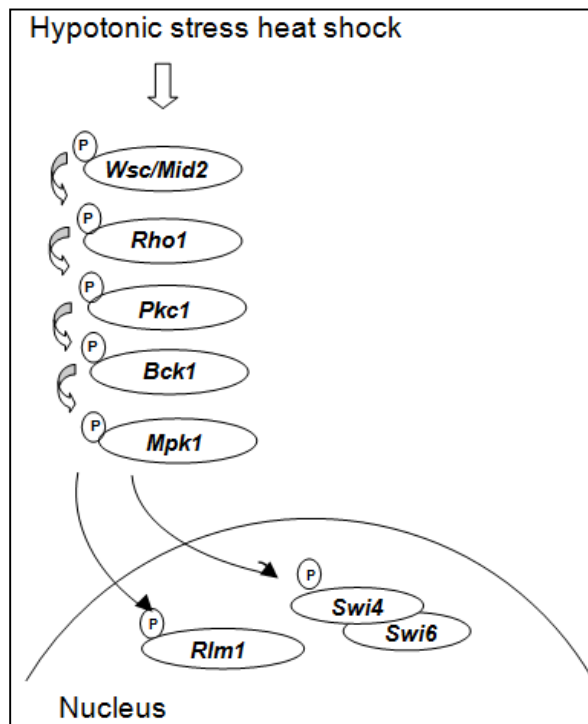 Hypotonic stress heat shock
P
Wsc/Mid2
P
Rho1
P
Pkc1
P
Bck1
P
Mpk1
P
Swi4
Swi6
P
Rlm1
Nucleus